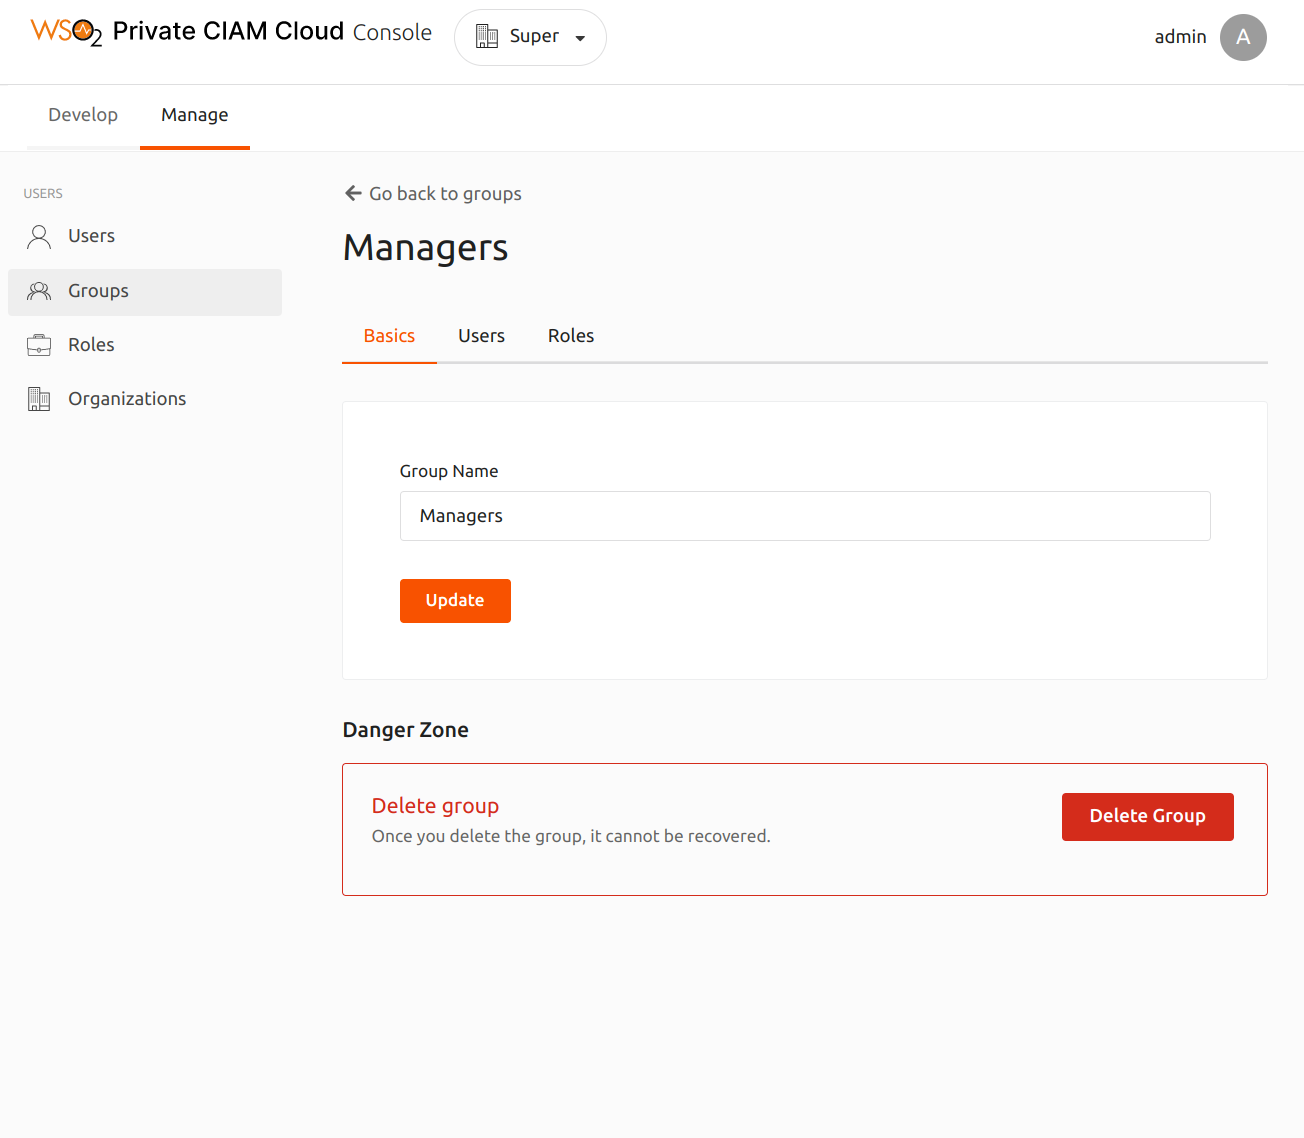 WSO2 Private CIAM Cloud Console
Super
admin
A
Develop
Manage
USERS
Users
Groups
Roles
Organizations
Go back to groups
Managers
Basics
Users
Roles
Group Name
Managers
Update
Danger Zone
Delete group
Once you delete the group, it cannot be recovered.
Delete Group